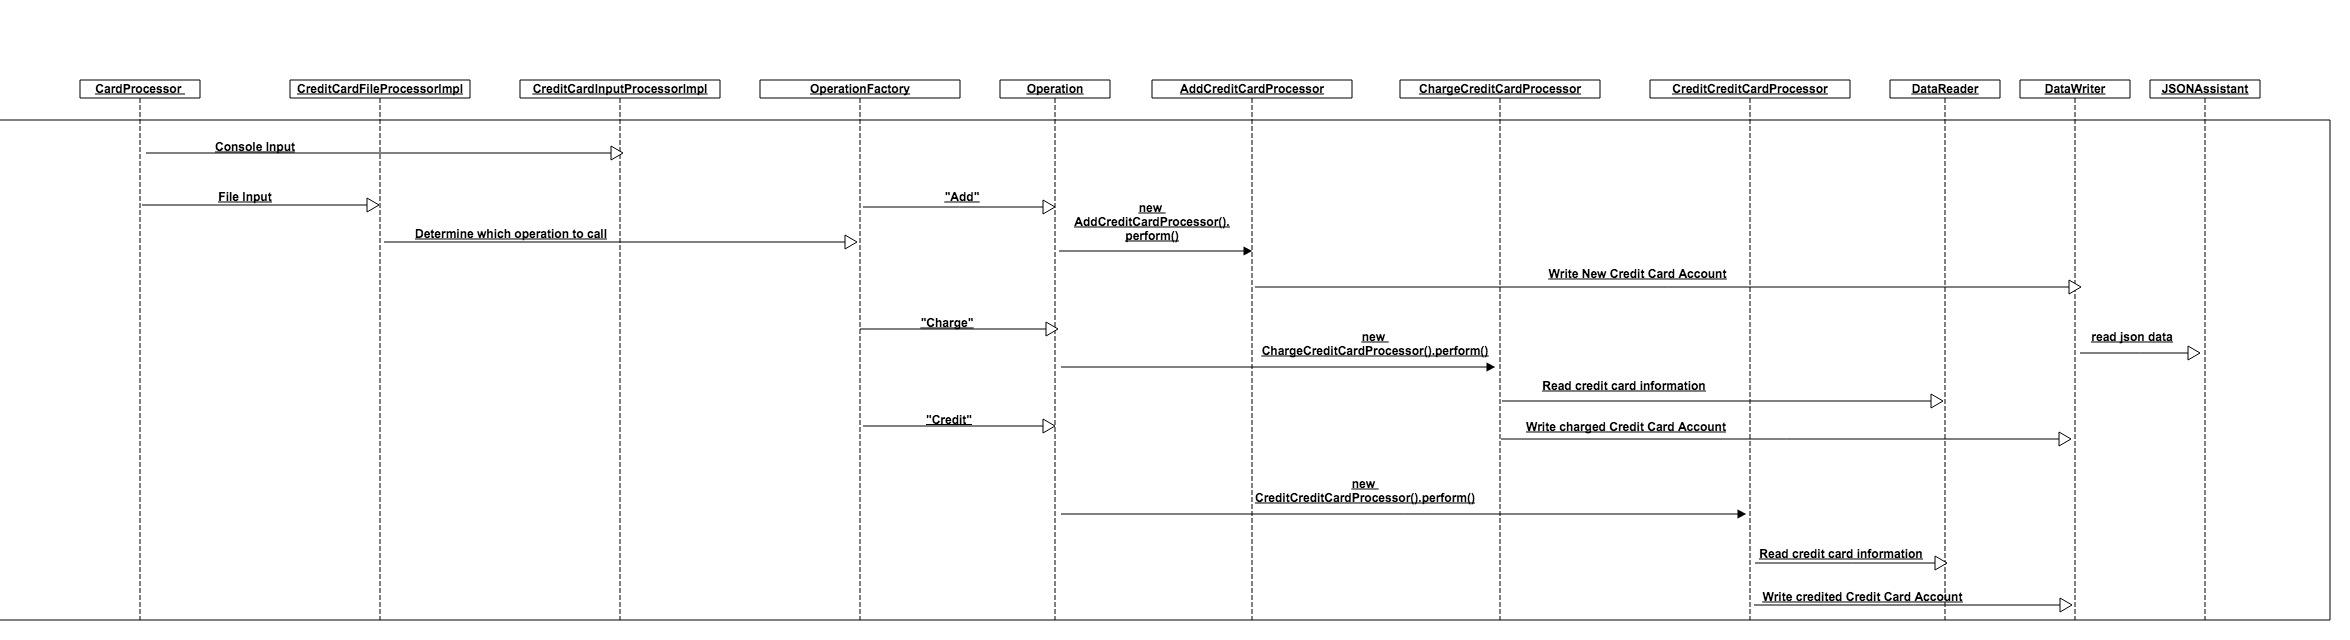 CardProcessor
CreditCardFileProcessorImpl
CreditCardInputProcessorImpl
OperationFactory
Operation
AddCreditCardProcessor
ChargeCreditCardProcessor
CreditCreditCardProcessor
DataReader
DataWriter
JSONAssistant
Console Input
File Input
"Add"
new
AddCreditCardProcessor().
perform()
Determine which operation to call
Write New Credit Card Account
"Charge"
new
ChargeCreditCardProcessor().perform()
read json data
Read credit card information
"Credit"
Write charged Credit Card Account
new
CreditCreditCardProcessor().perform()
Read credit card information
Write credited Credit Card Account